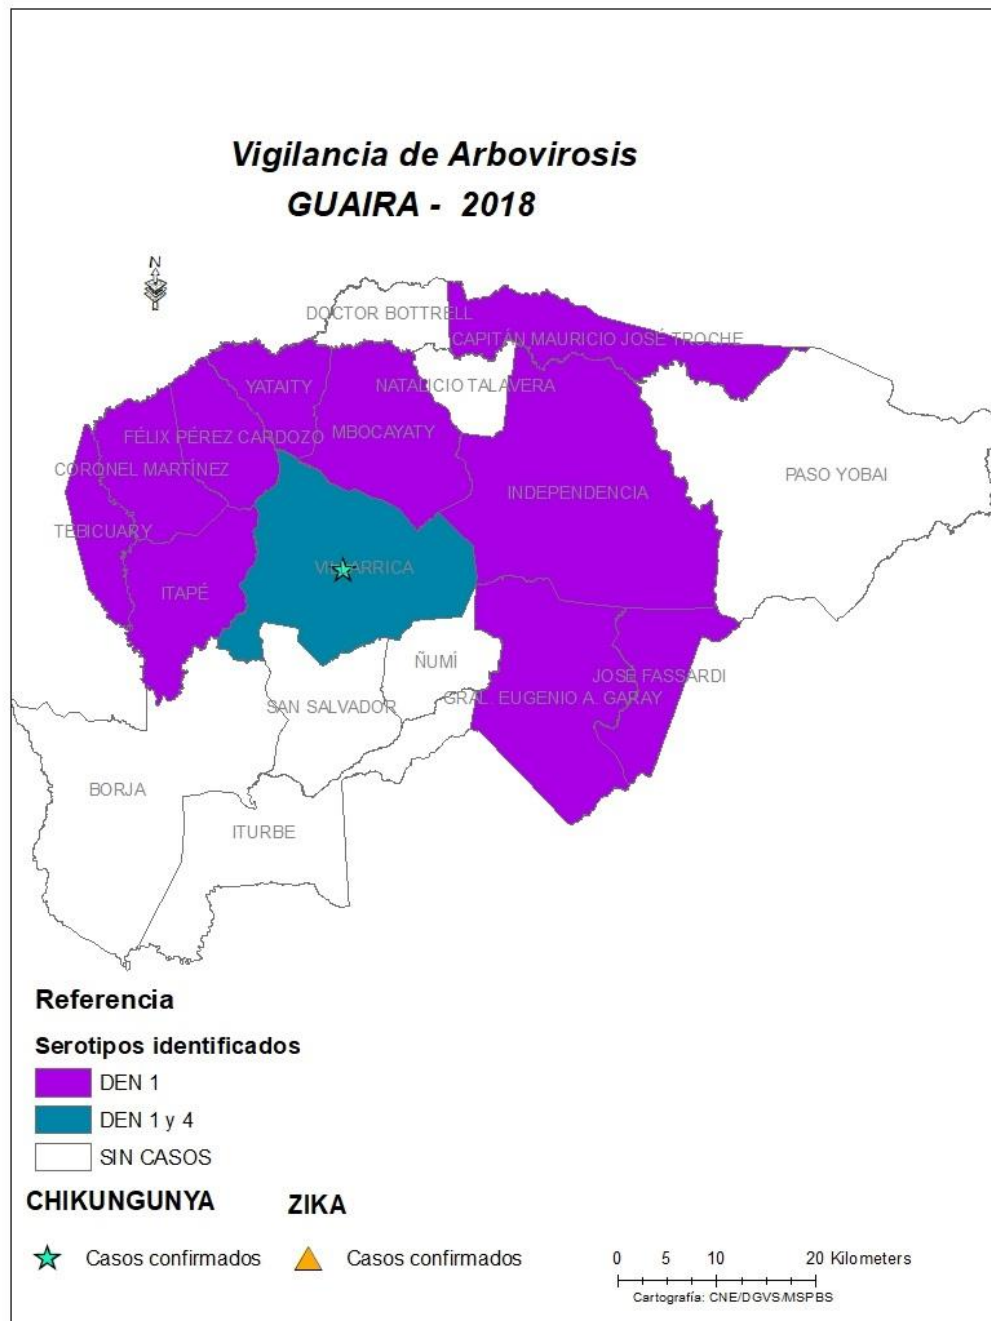 Vigilancia de Arbovirosis
GUAIRA - 2018
N
DOCTOR BOTTRELL
CAPITÁN MAURICIO JOSÉ TROCHE
YATAITY
NATALICIO TALAVERA
FÉLIX PÉREZ CARDOZO
MBOCAYATY
CORONEL MARTÍNEZ
PASO YOBAI
INDEPENDENCIA
TEBICUARY
VILLARRICA
ITAPÉ
ÑUMÍ
JOSÉ FASSARDI
GRAL. EUGENIO A. GARAY
SAN SALVADOR
BORJA
ITURBE
Referencia
Serotipos identificados
DEN 1
DEN 1 y 4
SIN CASOS
CHIKUNGUNYA ZIKA
Casos confirmados Casos confirmados
0 5 10 20 Kilometers
Cartografía: CNE/DGVS/MSPBS